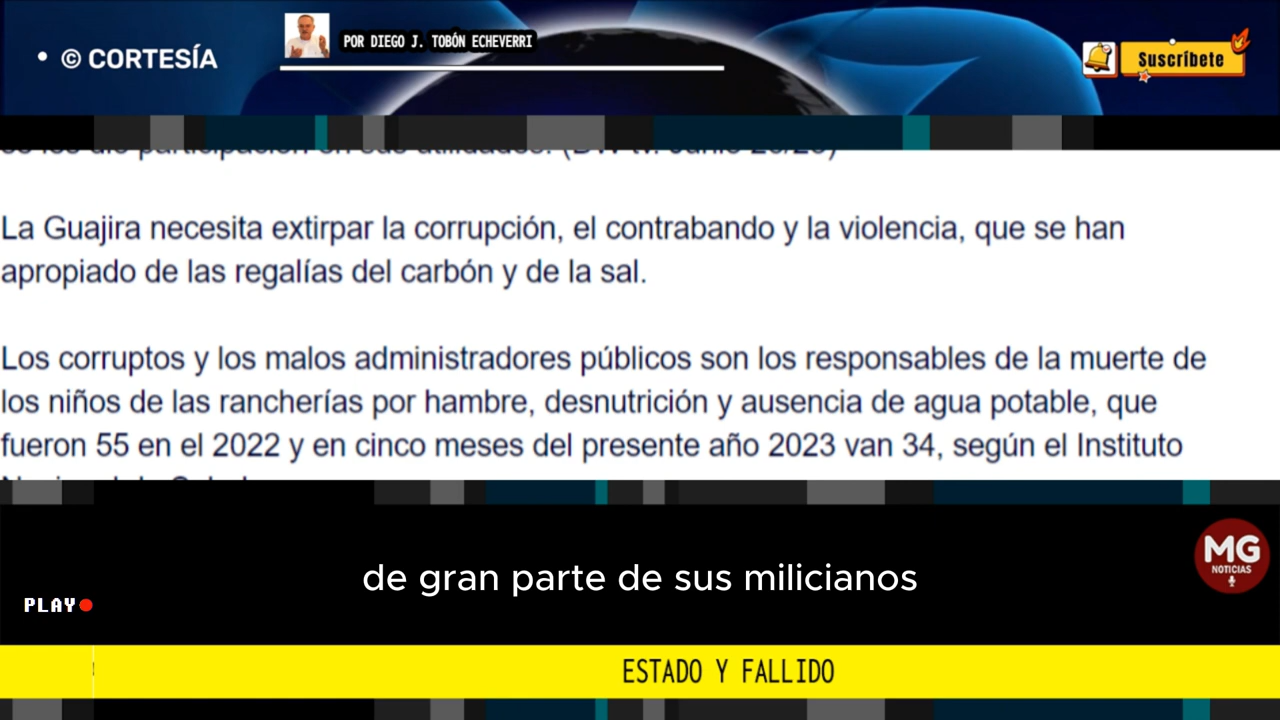 • © CORTESÍA
POR DIEGO J. TOBÓN ECHEVERRI
Suscríbete
La Guajira necesita extirpar la corrupción, el contrabando y la violencia, que se han
apropiado de las regalías del carbón y de la sal.
Los corruptos y los malos administradores públicos son los responsables de la muerte de
los niños de las rancherías por hambre, desnutrición y ausencia de agua potable, que
fueron 55 en el 2022 y en cinco meses del presente año 2023 van 34, según el Instituto
de gran parte de sus milicianos
MG
NOTICIAS
PLAY
ESTADO Y FALLIDO